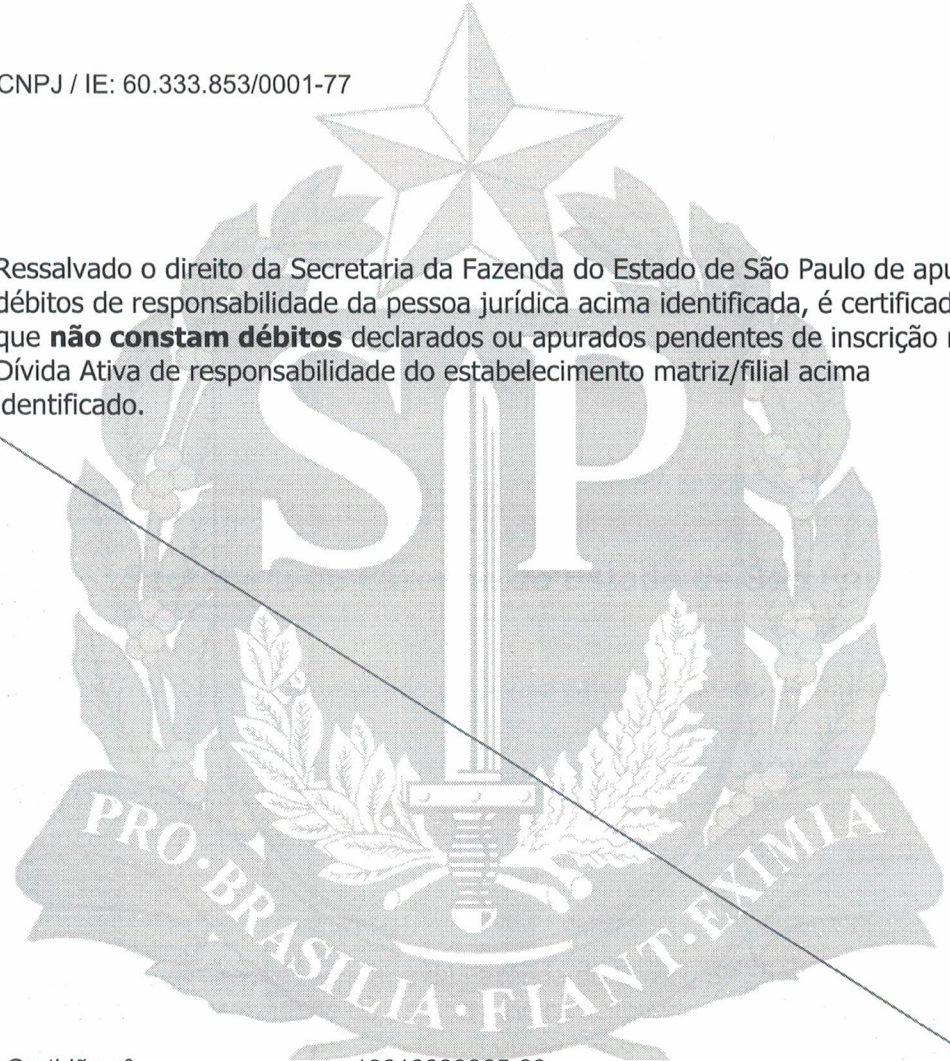 CNPJ / IE: 60.333.853/0001-77
Ressalvado o direito da Secretaria da Fazenda do Estado de São Paulo de apu
débitos de responsabilidade da pessoa jurídica acima identificada, é certificad
que não constam débitos declarados ou apurados pendentes de inscrição
Dívida Ativa de responsabilidade do estabelecimento matriz/filial acima
identificado.
SP
PRO·BRASILIA·FIANT·EXIMIA